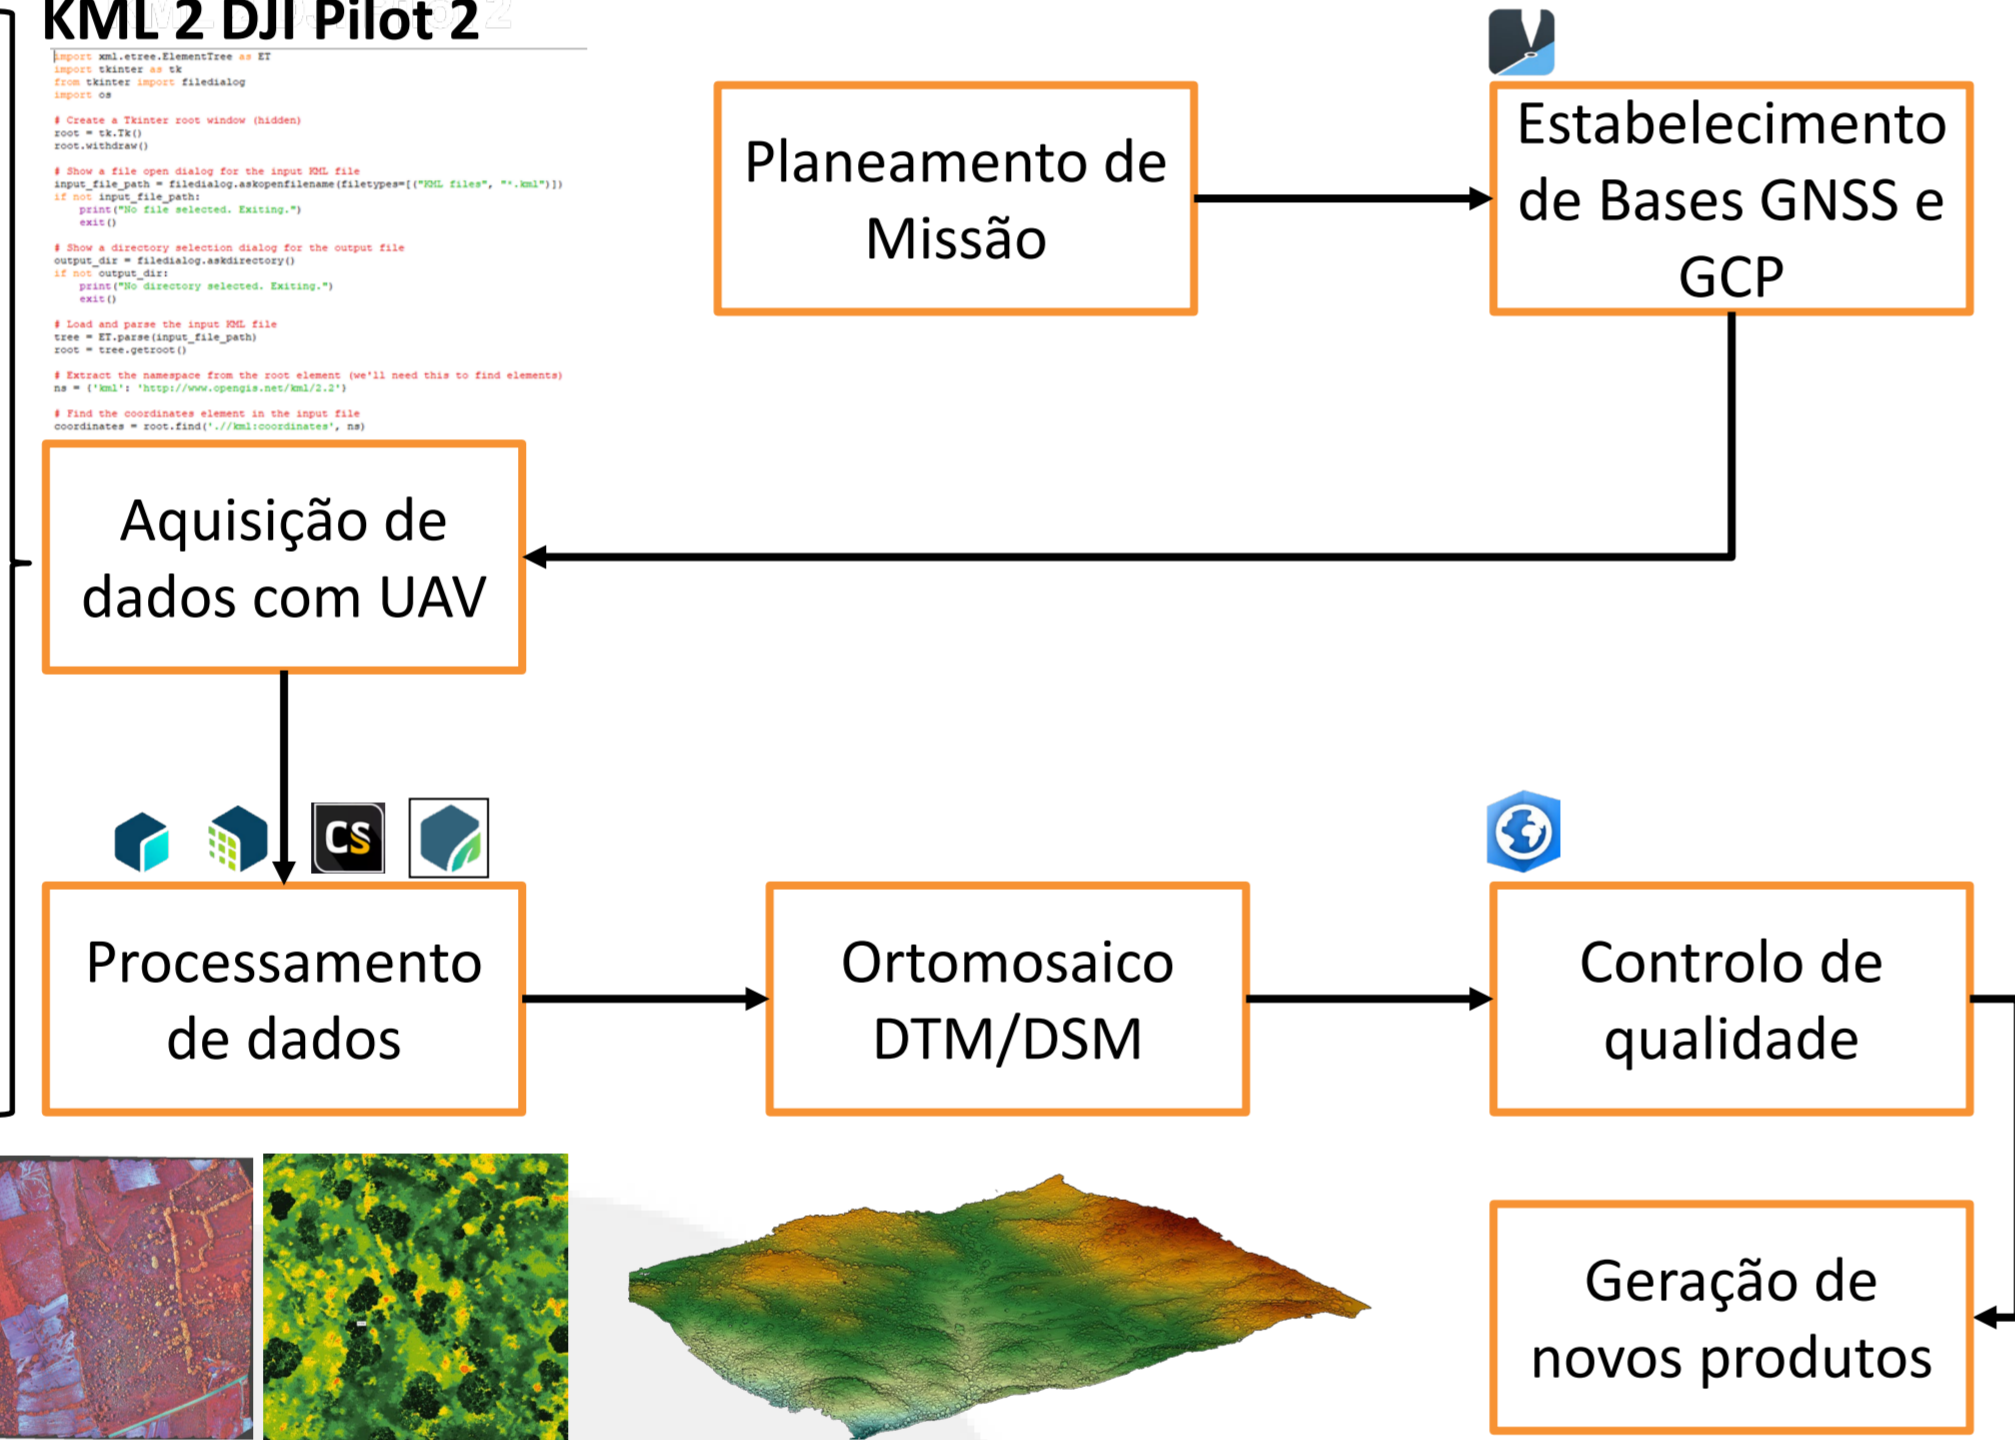 KML 2 DJI Pilot 2
import xml.etree.ElementTree as ET
import tkinter as tk
from tkinter import filedialog
import os
# Create a Tkinter root window (hidden)
root = tk.Tk()
root.withdraw()
# Show a file open dialog for the input KML file
input_file_path = filedialog.askopenfilename(filetypes=[("KML files", "*.kml")])
if not input_file_path:
    print("No file selected. Exiting.")
    exit()
# Show a directory selection dialog for the output file
output_dir = filedialog.askdirectory()
if not output_dir:
    print("No directory selected. Exiting.")
    exit()
# Load and parse the input KML file
tree = ET.parse(input_file_path)
root = tree.getroot()
# Extract the namespace from the root element (we'll need this to find elements)
ns = {'kml': 'http://www.opengis.net/kml/2.2'}
# Find the coordinates element in the input file
coordinates = root.find('.//kml:coordinates', ns)
Planeamento de
Missão
Estabelecimento
de Bases GNSS e
GCP
Aquisição de
dados com UAV
CS
Processamento
de dados
Ortomosaico
DTM/DSM
Controlo de
qualidade
Geração de
novos produtos